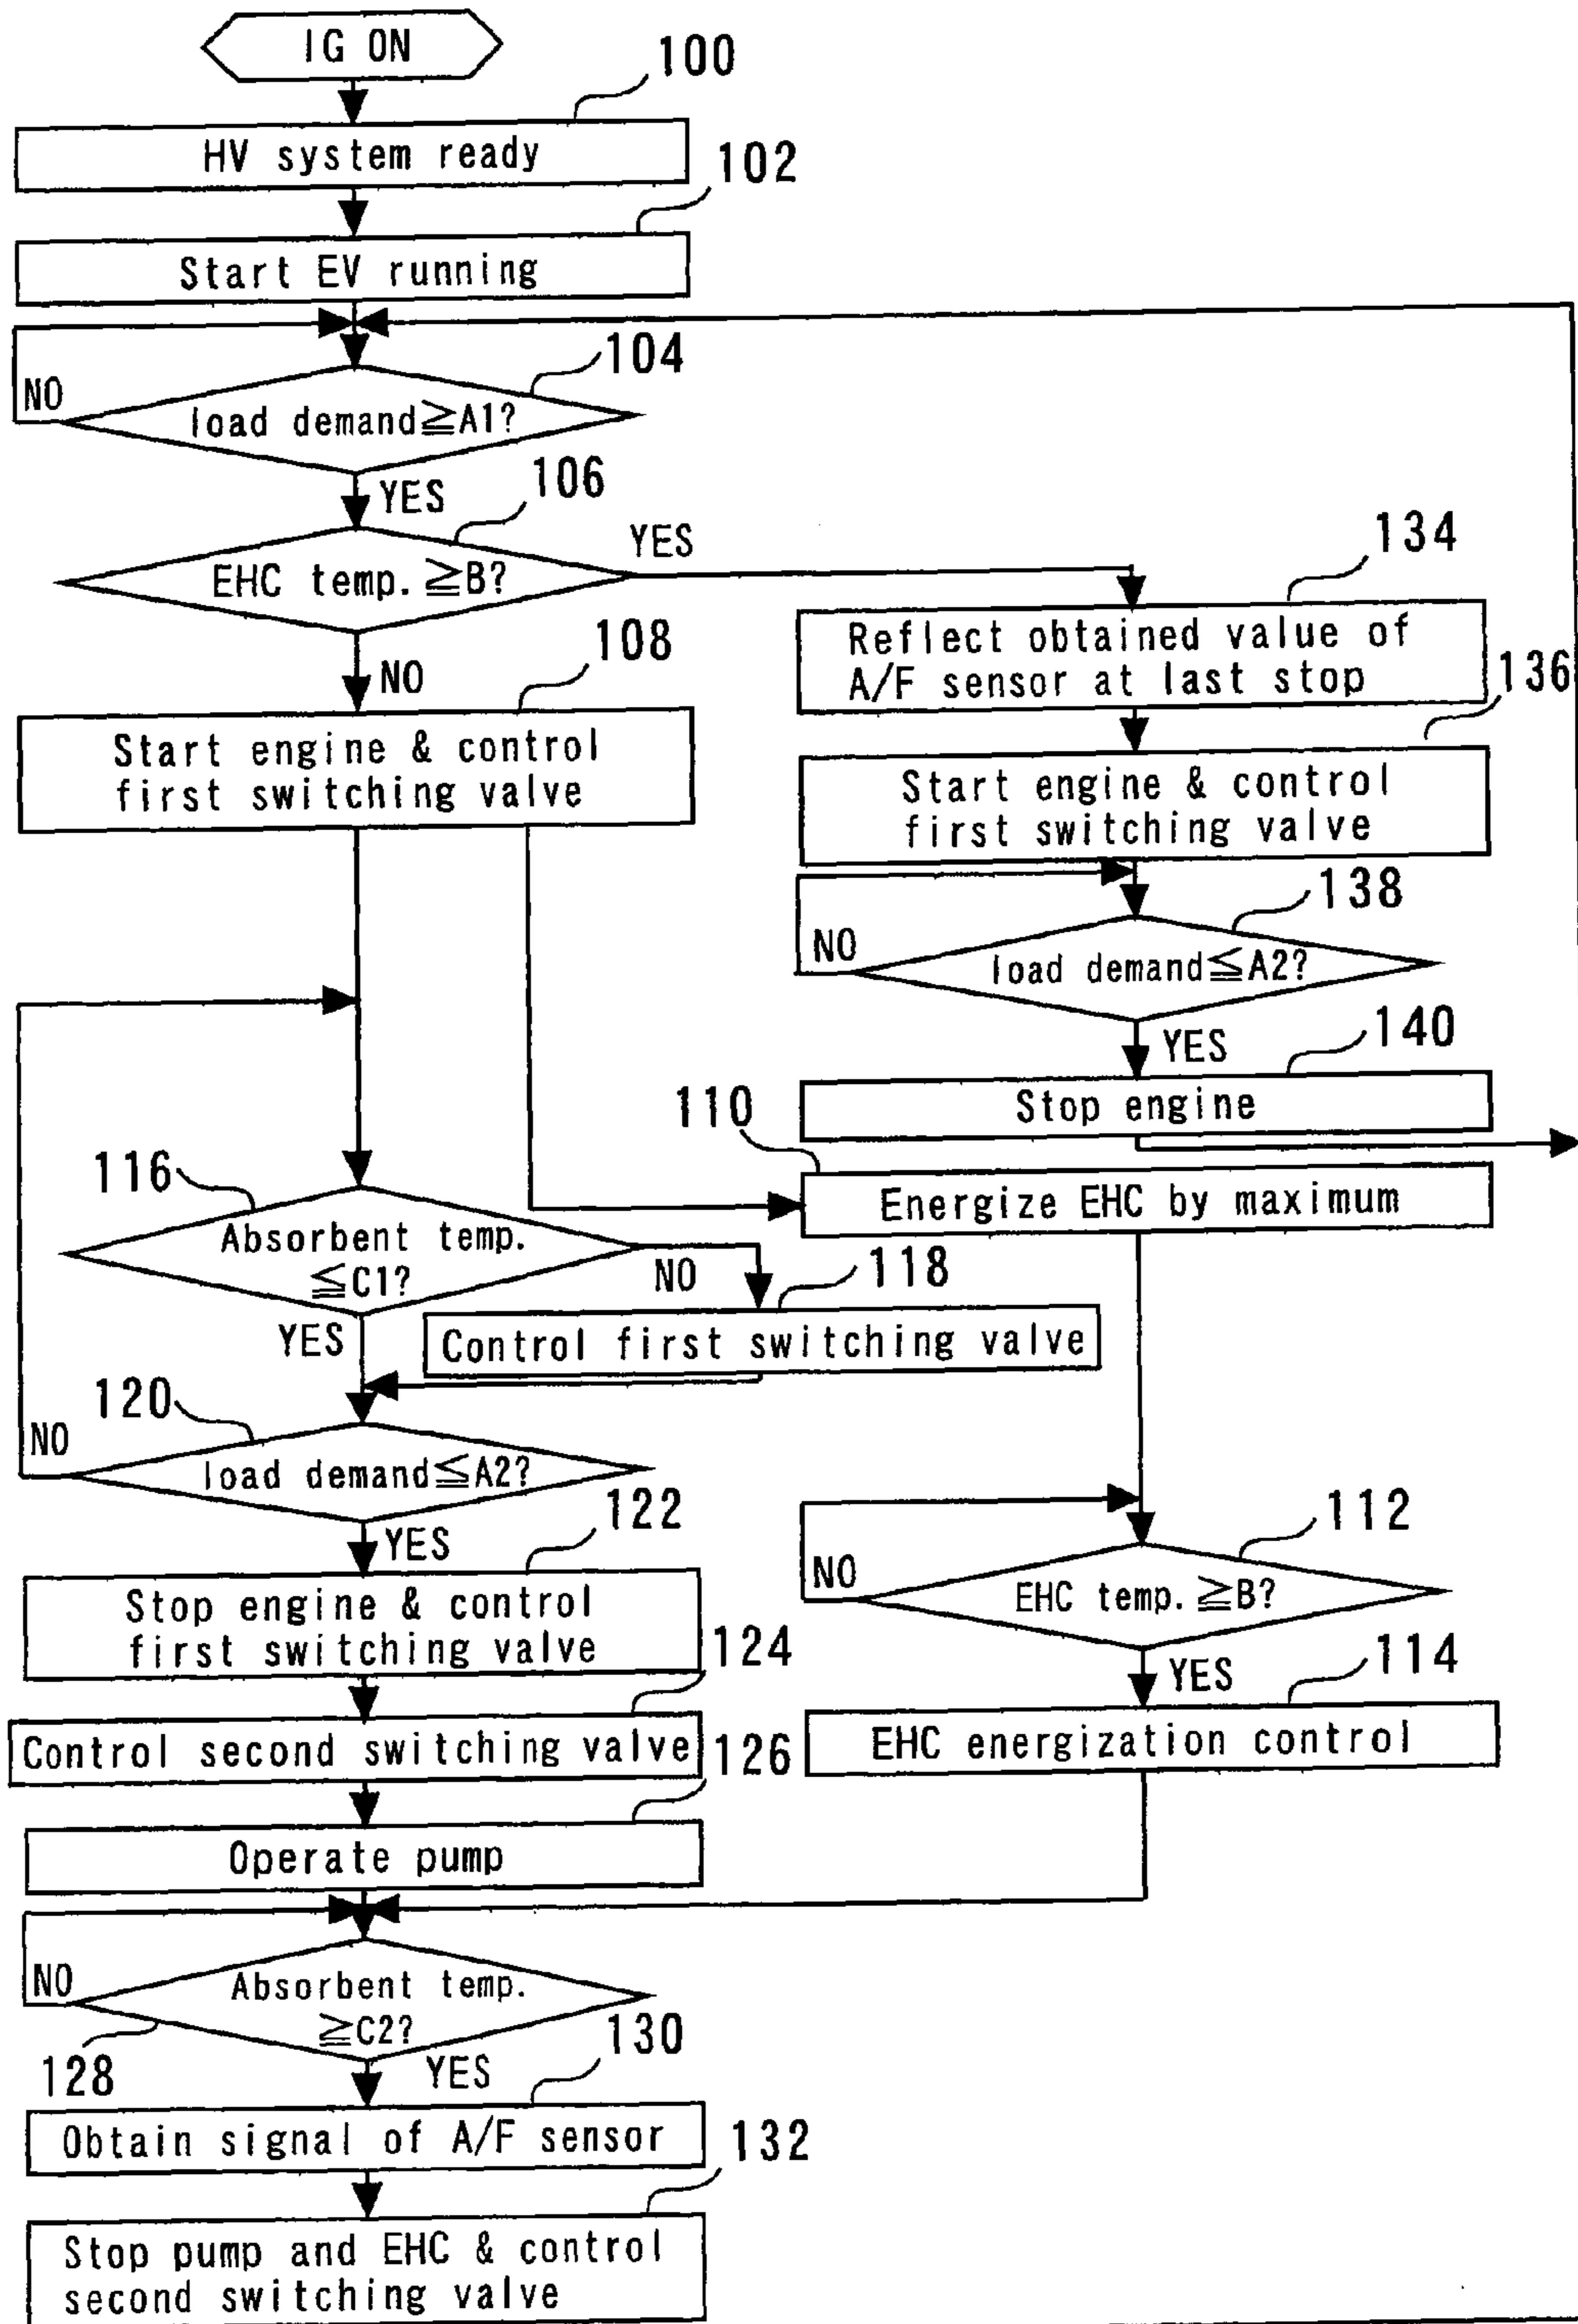 IG ON
100
HV system ready
102
Start EV running
104
NO
load demand≧A1?
YES
106
EHC temp. ≧B?
YES
NO
108
Start engine & control
first switching valve
134
Reflect obtained value of
A/F sensor at last stop
136
Start engine & control
first switching valve
138
NO
load demand≦A2?
YES
140
Stop engine
110
Energize EHC by maximum
116
Absorbent temp.
≦C1?
NO
118
YES
Control first switching valve
120
NO
load demand≦A2?
YES
122
Stop engine & control
first switching valve
124
Control second switching valve
126
Operate pump
112
NO
EHC temp. ≧B?
YES
114
EHC energization control
NO
Absorbent temp.
≧C2?
128
YES
130
Obtain signal of A/F sensor
132
Stop pump and EHC & control
second switching valve